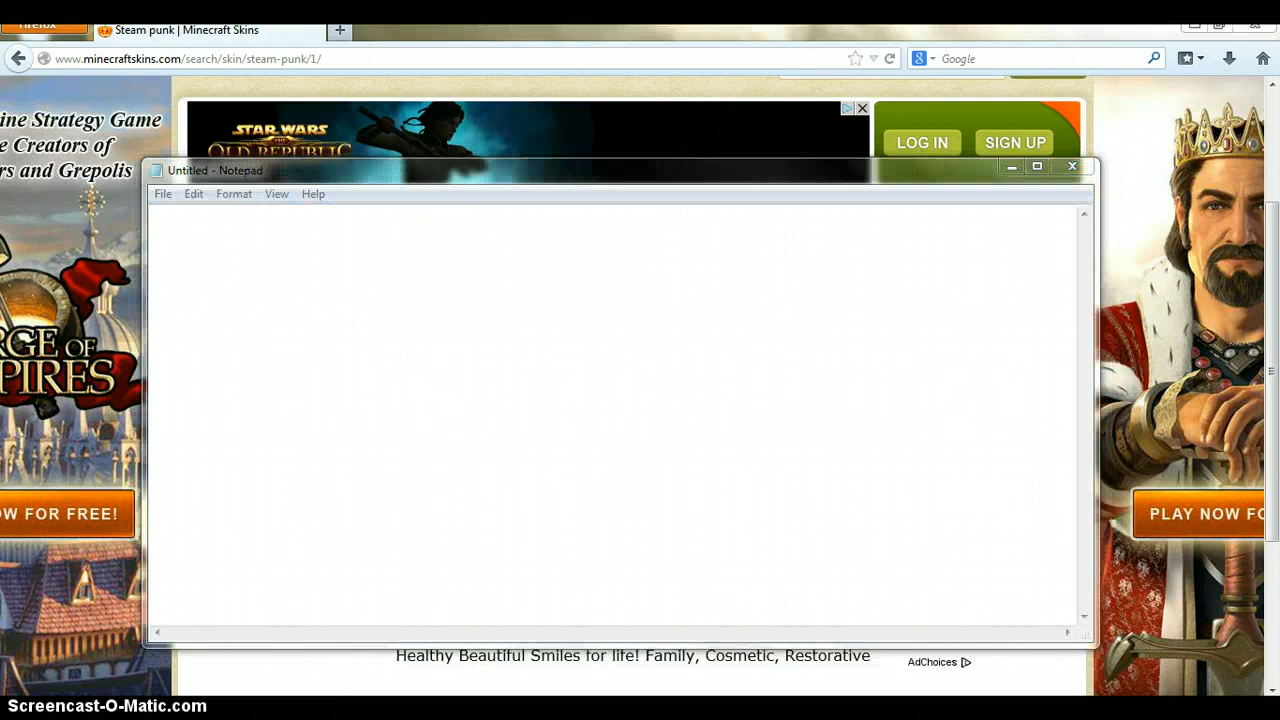 Firefox
Steam punk | Minecraft Skins
www.minecraftskins.com/search/skin/steam-punk/1/
Google
ine Strategy Game
e Creators of
rs and Grepolis
STAR WARS
THE OLD REPUBLIC
LOG IN
SIGN UP
Untitled - Notepad
File Edit Format View Help
RGE OF
PIRES
OW FOR FREE!
PLAY NOW FO
Healthy Beautiful Smiles for life! Family, Cosmetic, Restorative
AdChoices
Screencast-O-Matic.com